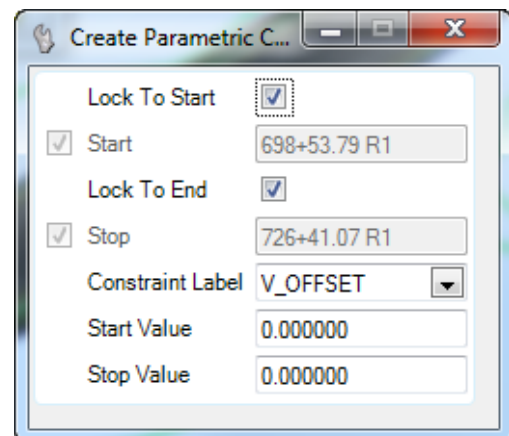 Create Parametric C...
Lock To Start
Start 698+53.79 R1
Lock To End
Stop 726+41.07 R1
Constraint Label V_OFFSET
Start Value 0.000000
Stop Value 0.000000